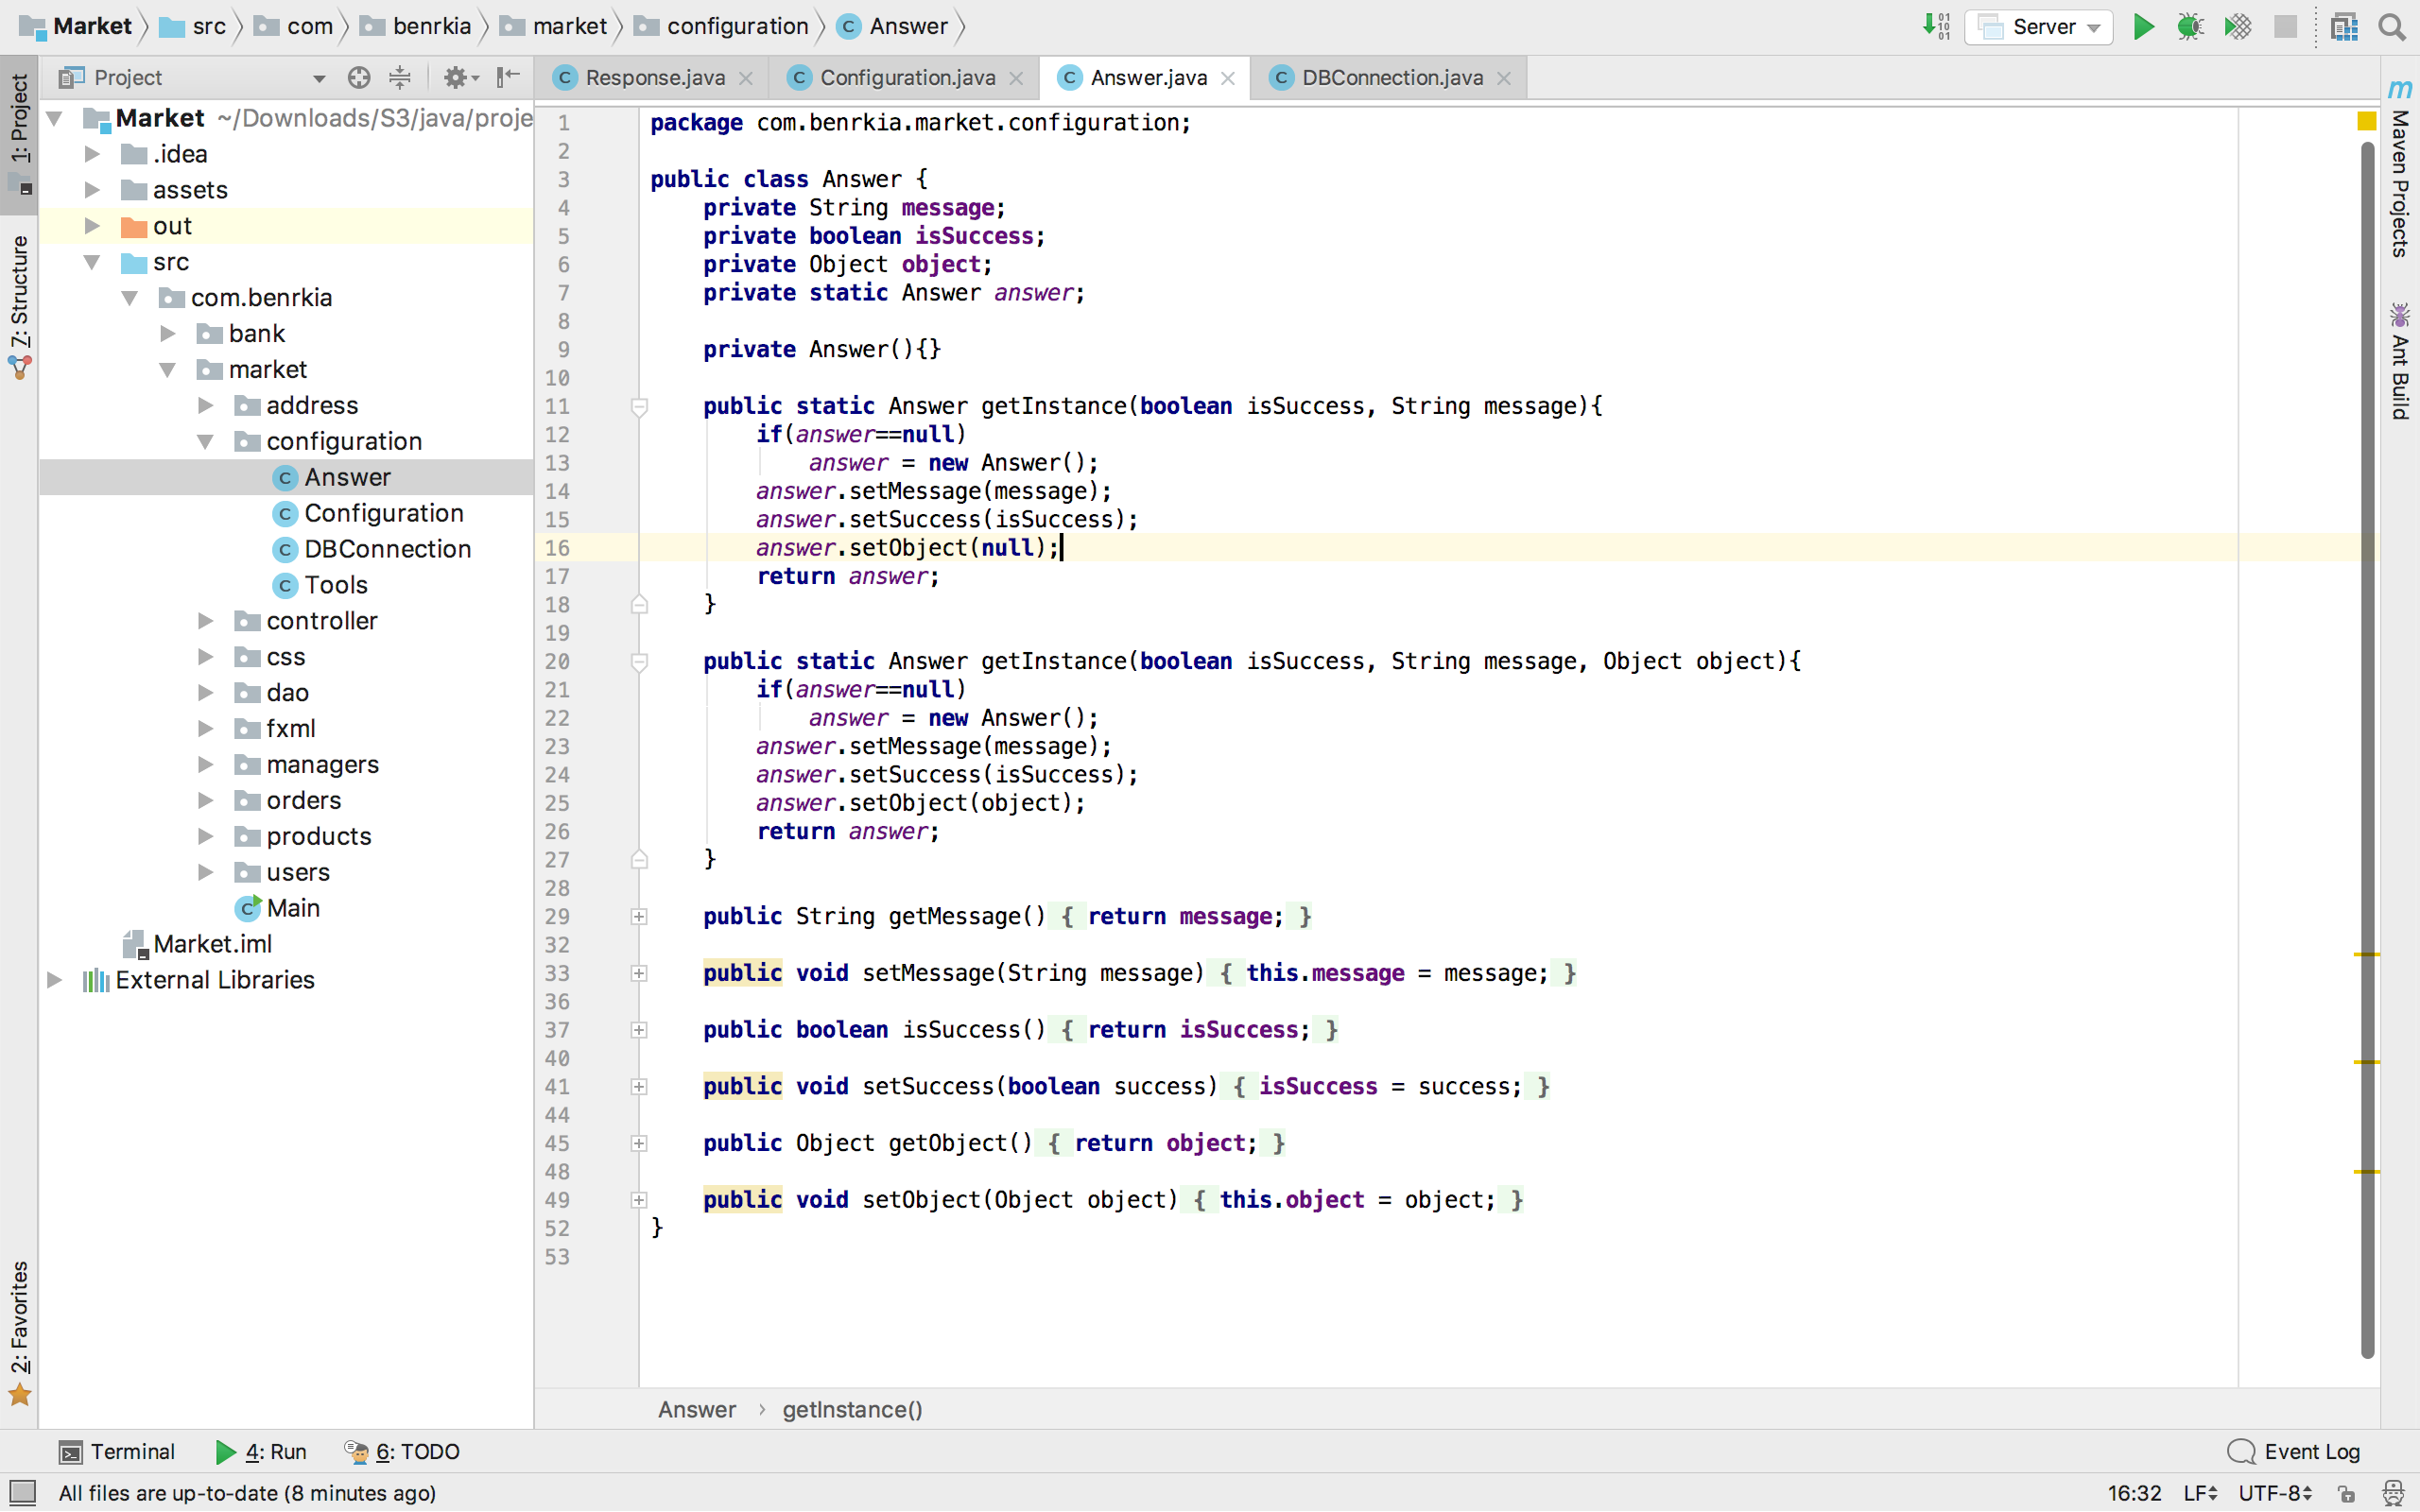 Market src com benrkia market configuration Answer
Server
Project
Response.java Configuration.java Answer.java DBConnection.java
1: Project
7: Structure
2: Favorites
Market ~/Downloads/S3/java/proje
.idea
assets
out
src
com.benrkia
bank
market
address
configuration
Answer
Configuration
DBConnection
Tools
controller
css
dao
fxml
managers
orders
products
users
Main
Market.iml
External Libraries
1 package com.benrkia.market.configuration;
2
3 public class Answer {
4 private String message;
5 private boolean isSuccess;
6 private Object object;
7 private static Answer answer;
8
9 private Answer(){}
10
11 public static Answer getInstance(boolean isSuccess, String message){
12 if(answer==null)
13 answer = new Answer();
14 answer.setMessage(message);
15 answer.setSuccess(isSuccess);
16 answer.setObject(null);
17 return answer;
18 }
19
20 public static Answer getInstance(boolean isSuccess, String message, Object object){
21 if(answer==null)
22 answer = new Answer();
23 answer.setMessage(message);
24 answer.setSuccess(isSuccess);
25 answer.setObject(object);
26 return answer;
27 }
28
29 public String getMessage() { return message; }
32
33 public void setMessage(String message) { this.message = message; }
36
37 public boolean isSuccess() { return isSuccess; }
40
41 public void setSuccess(boolean success) { isSuccess = success; }
44
45 public Object getObject() { return object; }
48
49 public void setObject(Object object) { this.object = object; }
52 }
53
Maven Projects
Ant Build
Answer › getInstance()
Terminal 4: Run 6: TODO Event Log
All files are up-to-date (8 minutes ago) 16:32 LF UTF-8